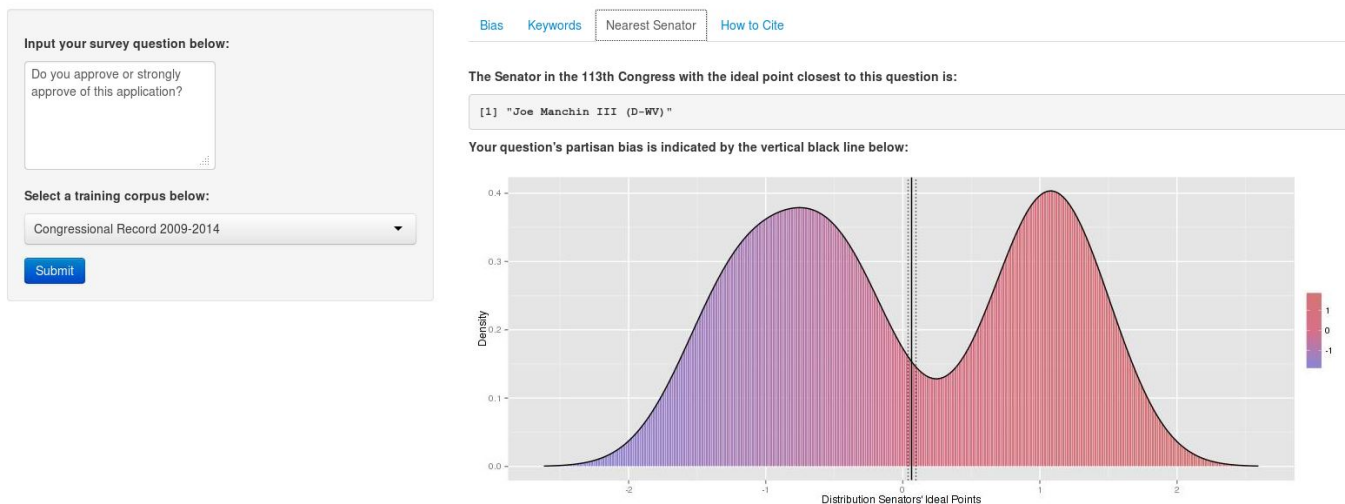 Input your survey question below:
Do you approve or strongly
approve of this application?
Select a training corpus below:
Congressional Record 2009-2014
Submit
Bias Keywords Nearest Senator How to Cite
The Senator in the 113th Congress with the ideal point closest to this question is:
[1] "Joe Manchin III (D-WV)"
Your question's partisan bias is indicated by the vertical black line below:
0.4
0.3
0.2
0.1
0.0
Density
-2 -1 0 1 2
Distribution Senators' Ideal Points
1
0
-1